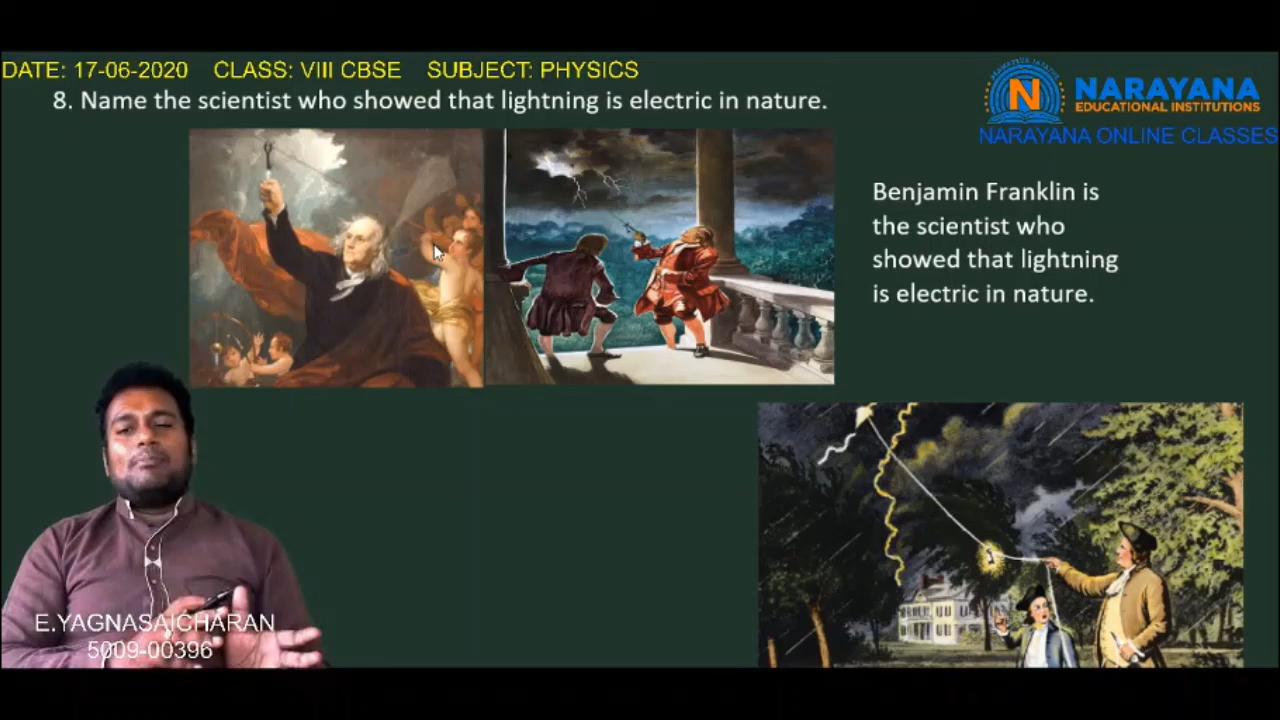 DATE: 17-06-2020 CLASS: VIII CBSE SUBJECT: PHYSICS
8. Name the scientist who showed that lightning is electric in nature.
N NARAYANA
EDUCATIONAL INSTITUTIONS
NARAYANA ONLINE CLASSES
Benjamin Franklin is
the scientist who
showed that lightning
is electric in nature.
E.YAGNASAICHARAN
5009-00396